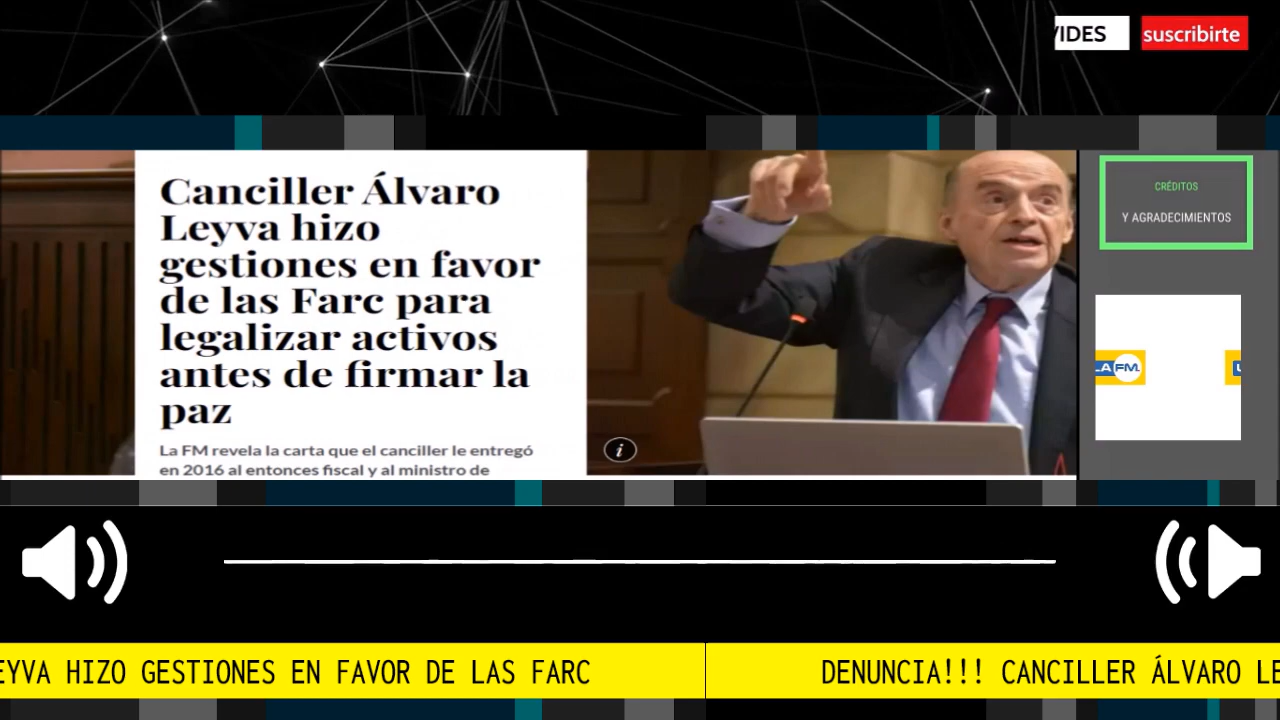 VIDES
suscribirte
Canciller Álvaro
Leyva hizo
gestiones en favor
de las Farc para
legalizar activos
antes de firmar la
paz
La FM revela la carta que el canciller le entregó
en 2016 al entonces fiscal y al ministro de
i
CRÉDITOS
Y AGRADECIMIENTOS
LA FM
EYVA HIZO GESTIONES EN FAVOR DE LAS FARC
DENUNCIA!!! CANCILLER ÁLVARO LE